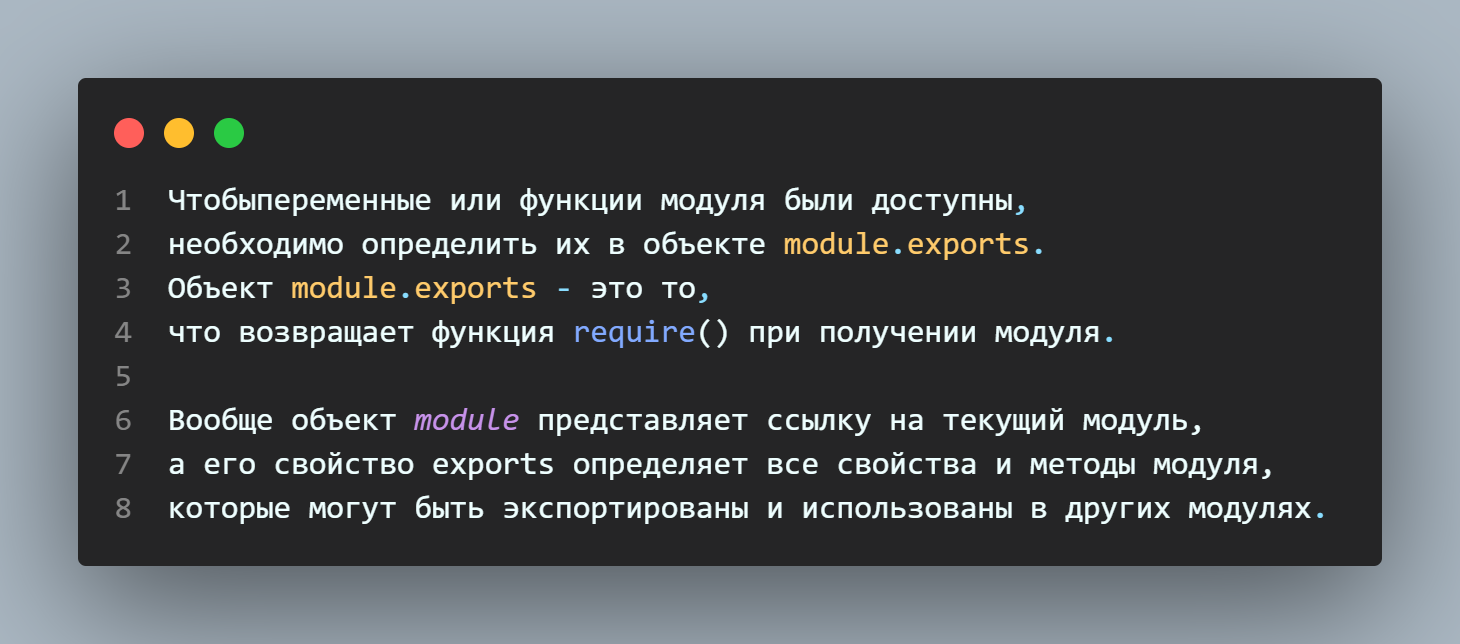 1 Чтобыпеременные или функции модуля были доступны,
2 необходимо определить их в объекте module.exports.
3 Объект module.exports - это то,
4 что возвращает функция require() при получении модуля.
5
6 Вообще объект module представляет ссылку на текущий модуль,
7 а его свойство exports определяет все свойства и методы модуля,
8 которые могут быть экспортированы и использованы в других модулях.